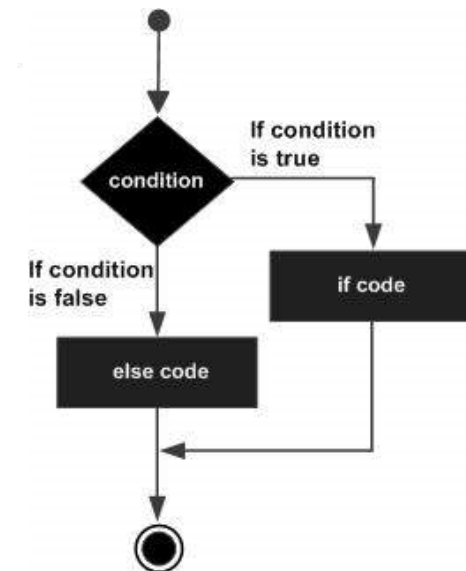 If condition
is true
condition
If condition
is false
if code
else code